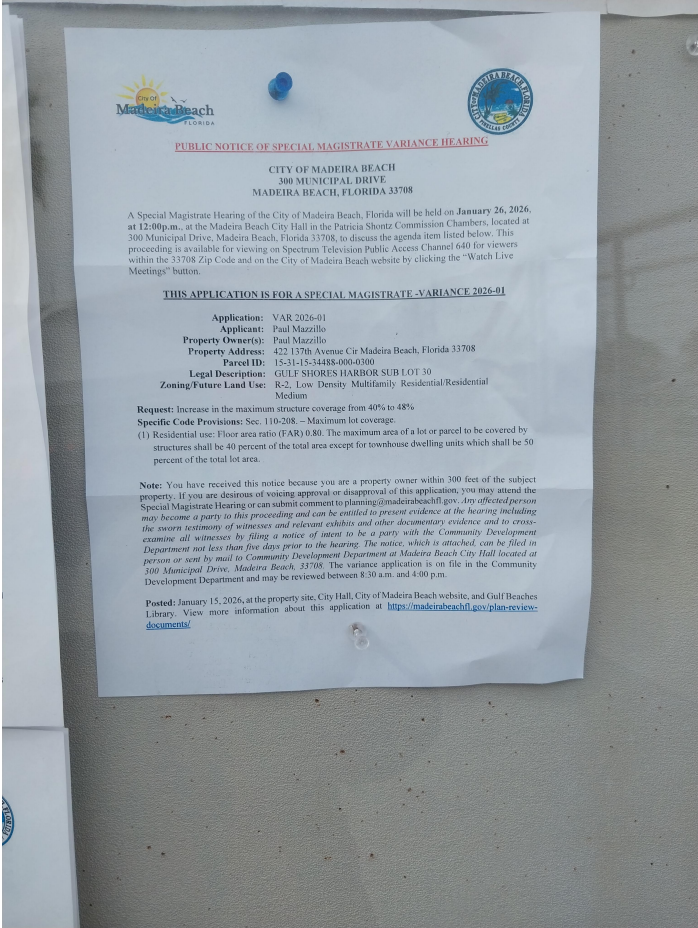 City Of
Madeira Beach
FLORIDA
CITY OF MADEIRA BEACH, FLORIDA
PINELLAS COUNTY
PUBLIC NOTICE OF SPECIAL MAGISTRATE VARIANCE HEARING
CITY OF MADEIRA BEACH
300 MUNICIPAL DRIVE
MADEIRA BEACH, FLORIDA 33708
A Special Magistrate Hearing of the City of Madeira Beach, Florida will be held on January 26, 2026,
at 12:00p.m., at the Madeira Beach City Hall in the Patricia Shontz Commission Chambers, located at
300 Municipal Drive, Madeira Beach, Florida 33708, to discuss the agenda item listed below. This
proceeding is available for viewing on Spectrum Television Public Access Channel 640 for viewers
within the 33708 Zip Code and on the City of Madeira Beach website by clicking the “Watch Live
Meetings” button.
THIS APPLICATION IS FOR A SPECIAL MAGISTRATE -VARIANCE 2026-01
Application: VAR 2026-01
Applicant: Paul Mazzillo
Property Owner(s): Paul Mazzillo
Property Address: 422 137th Avenue Cir Madeira Beach, Florida 33708
Parcel ID: 15-31-15-34488-000-0300
Legal Description: GULF SHORES HARBOR SUB LOT 30
Zoning/Future Land Use: R-2, Low Density Multifamily Residential/Residential
Medium
Request: Increase in the maximum structure coverage from 40% to 48%
Specific Code Provisions: Sec. 110-208. – Maximum lot coverage.
(1) Residential use: Floor area ratio (FAR) 0.80. The maximum area of a lot or parcel to be covered by
structures shall be 40 percent of the total area except for townhouse dwelling units which shall be 50
percent of the total lot area.
Note: You have received this notice because you are a property owner within 300 feet of the subject
property. If you are desirous of voicing approval or disapproval of this application, you may attend the
Special Magistrate Hearing or can submit comment to planning@madeirabeachfl.gov. Any affected person
may become a party to this proceeding and can be entitled to present evidence at the hearing including
the sworn testimony of witnesses and relevant exhibits and other documentary evidence and to cross-
examine all witnesses by filing a notice of intent to be a party with the Community Development
Department not less than five days prior to the hearing. The notice, which is attached, can be filed in
person or sent by mail to Community Development Department at Madeira Beach City Hall located at
300 Municipal Drive, Madeira Beach, 33708. The variance application is on file in the Community
Development Department and may be reviewed between 8:30 a.m. and 4:00 p.m.
Posted: January 15, 2026, at the property site, City Hall, City of Madeira Beach website, and Gulf Beaches
Library. View more information about this application at https://madeirabeachfl.gov/plan-review-
documents/